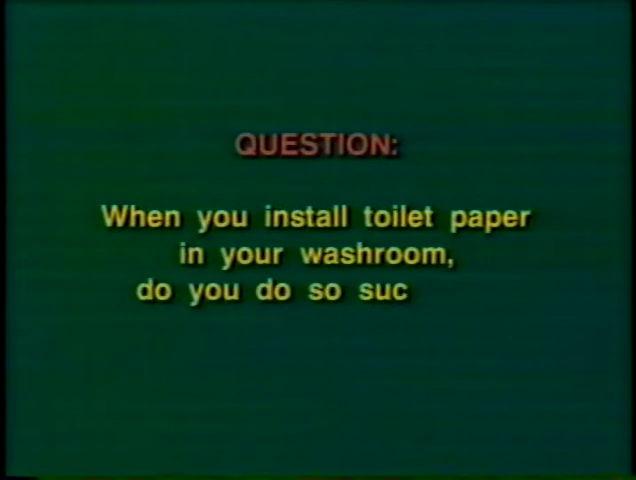 QUESTION:
When you install toilet paper
in your washroom,
do you do so suc